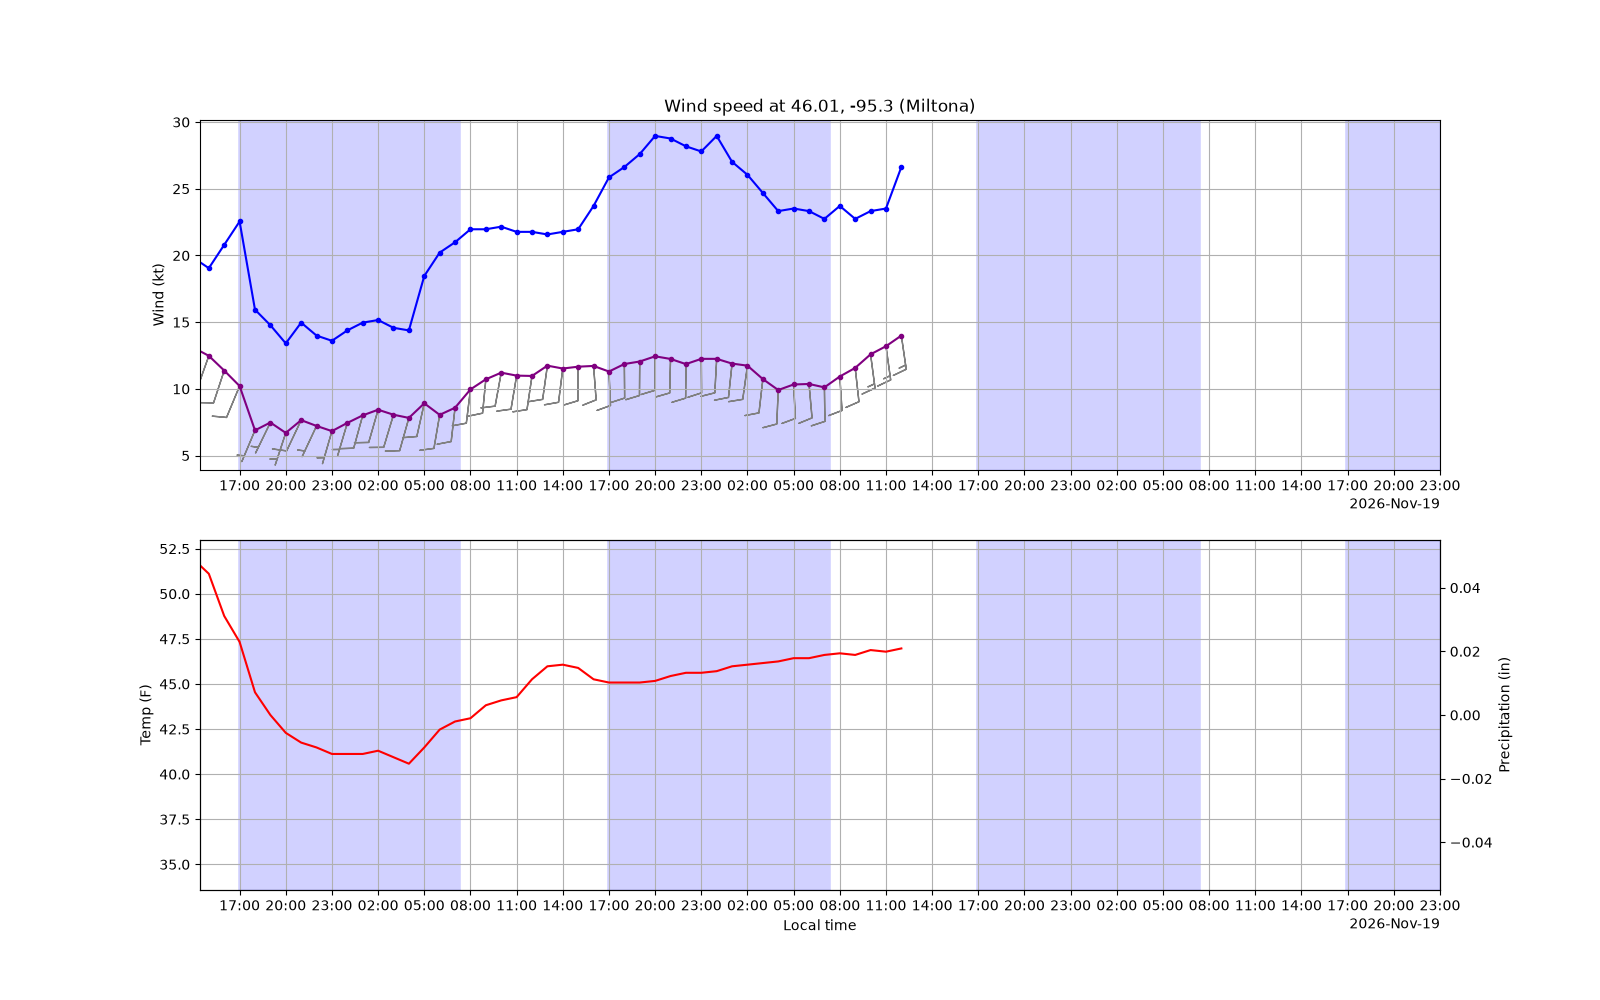 Wind speed at 46.01, -95.3 (Miltona)
30
25
20
15
10
5
Wind (kt)
17:00 20:00 23:00 02:00 05:00 08:00 11:00 14:00 17:00 20:00 23:00 02:00 05:00 08:00 11:00 14:00 17:00 20:00 23:00 02:00 05:00 08:00 11:00 14:00 17:00 20:00 23:00
2026-Nov-19
52.5
50.0
47.5
45.0
42.5
40.0
37.5
35.0
Temp (F)
0.04
0.02
0.00
−0.02
−0.04
Precipitation (in)
17:00 20:00 23:00 02:00 05:00 08:00 11:00 14:00 17:00 20:00 23:00 02:00 05:00 08:00 11:00 14:00 17:00 20:00 23:00 02:00 05:00 08:00 11:00 14:00 17:00 20:00 23:00
Local time
2026-Nov-19